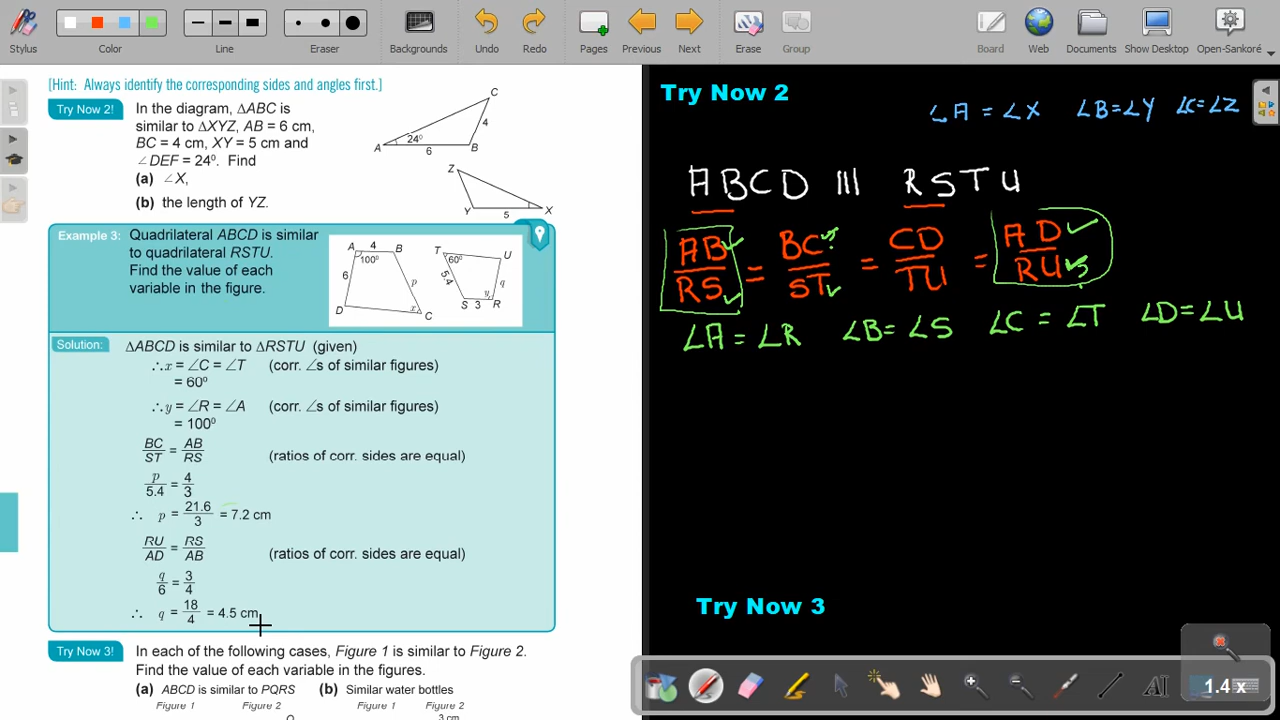 Stylus
Color
Line
Eraser
Backgrounds
Undo
Redo
Pages
Previous
Next
Erase
Group
Board
Web
Documents
Show Desktop
Open-Sankoré
[Hint: Always identify the corresponding sides and angles first.]
Try Now 2!
In the diagram, ΔABC is
similar to ΔXYZ, AB = 6 cm,
BC = 4 cm, XY = 5 cm and
∠DEF = 24⁰. Find
(a) ∠X,
(b) the length of YZ.
C
24⁰
4
A
6
B
Z
Y
5
X
Example 3:
Quadrilateral ABCD is similar
to quadrilateral RSTU.
Find the value of each
variable in the figure.
A 4 B
100⁰
6
p
D
x
C
T
U
60⁰
5.4
q
y
S 3 R
Solution:
ΔABCD is similar to ΔRSTU (given)
∴x = ∠C = ∠T (corr. ∠s of similar figures)
= 60⁰
∴y = ∠R = ∠A (corr. ∠s of similar figures)
= 100⁰
BC/ST = AB/RS (ratios of corr. sides are equal)
p/5.4 = 4/3
∴ p = 21.6/3 = 7.2 cm
RU/AD = RS/AB (ratios of corr. sides are equal)
q/6 = 3/4
∴ q = 18/4 = 4.5 cm
Try Now 3!
In each of the following cases, Figure 1 is similar to Figure 2.
Find the value of each variable in the figures.
(a) ABCD is similar to PQRS (b) Similar water bottles
Figure 1 Figure 2 Figure 1 Figure 2
3 cm
Try Now 2
∠A = ∠X ∠B = ∠Y ∠C = ∠Z
ABCD ||| RSTU
AB/RS = BC/ST = CD/TU = AD/RU
∠A = ∠R ∠B = ∠S ∠C = ∠T ∠D = ∠U
Try Now 3
1.4 x